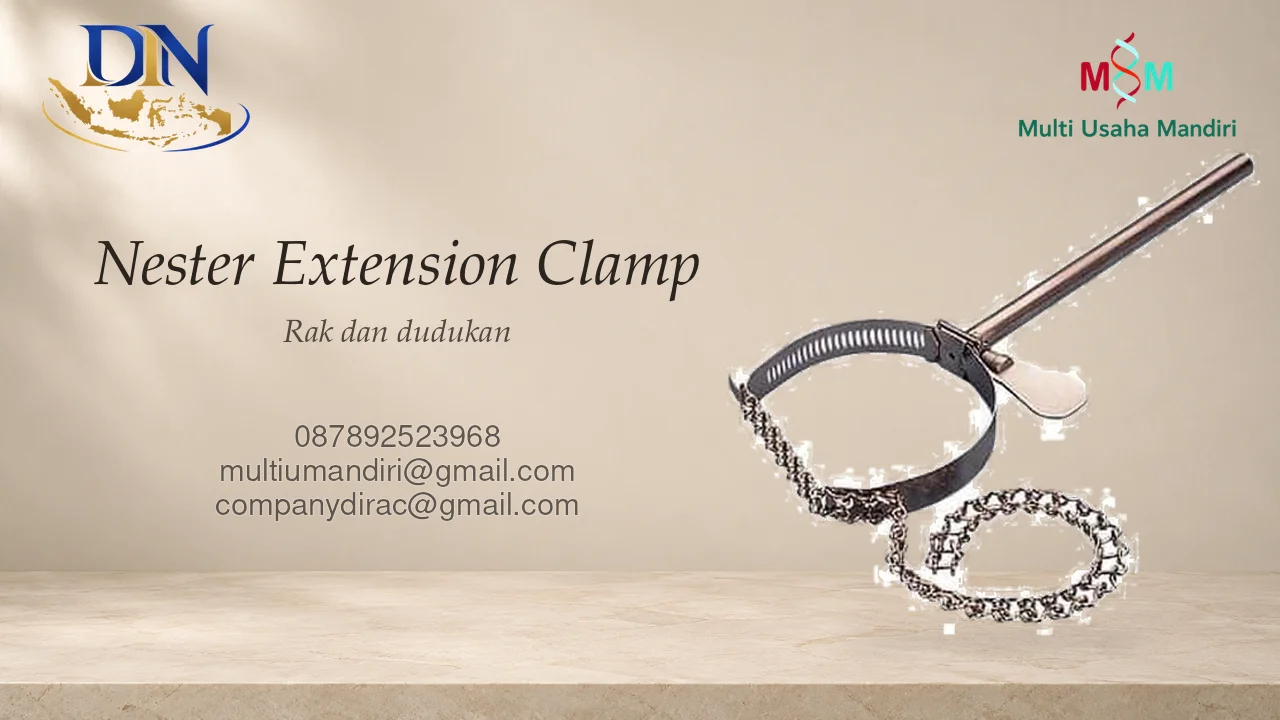 DN
M M
Multi Usaha Mandiri
Nester Extension Clamp
Rak dan dudukan
087892523968
multiumandiri@gmail.com
companydirac@gmail.com